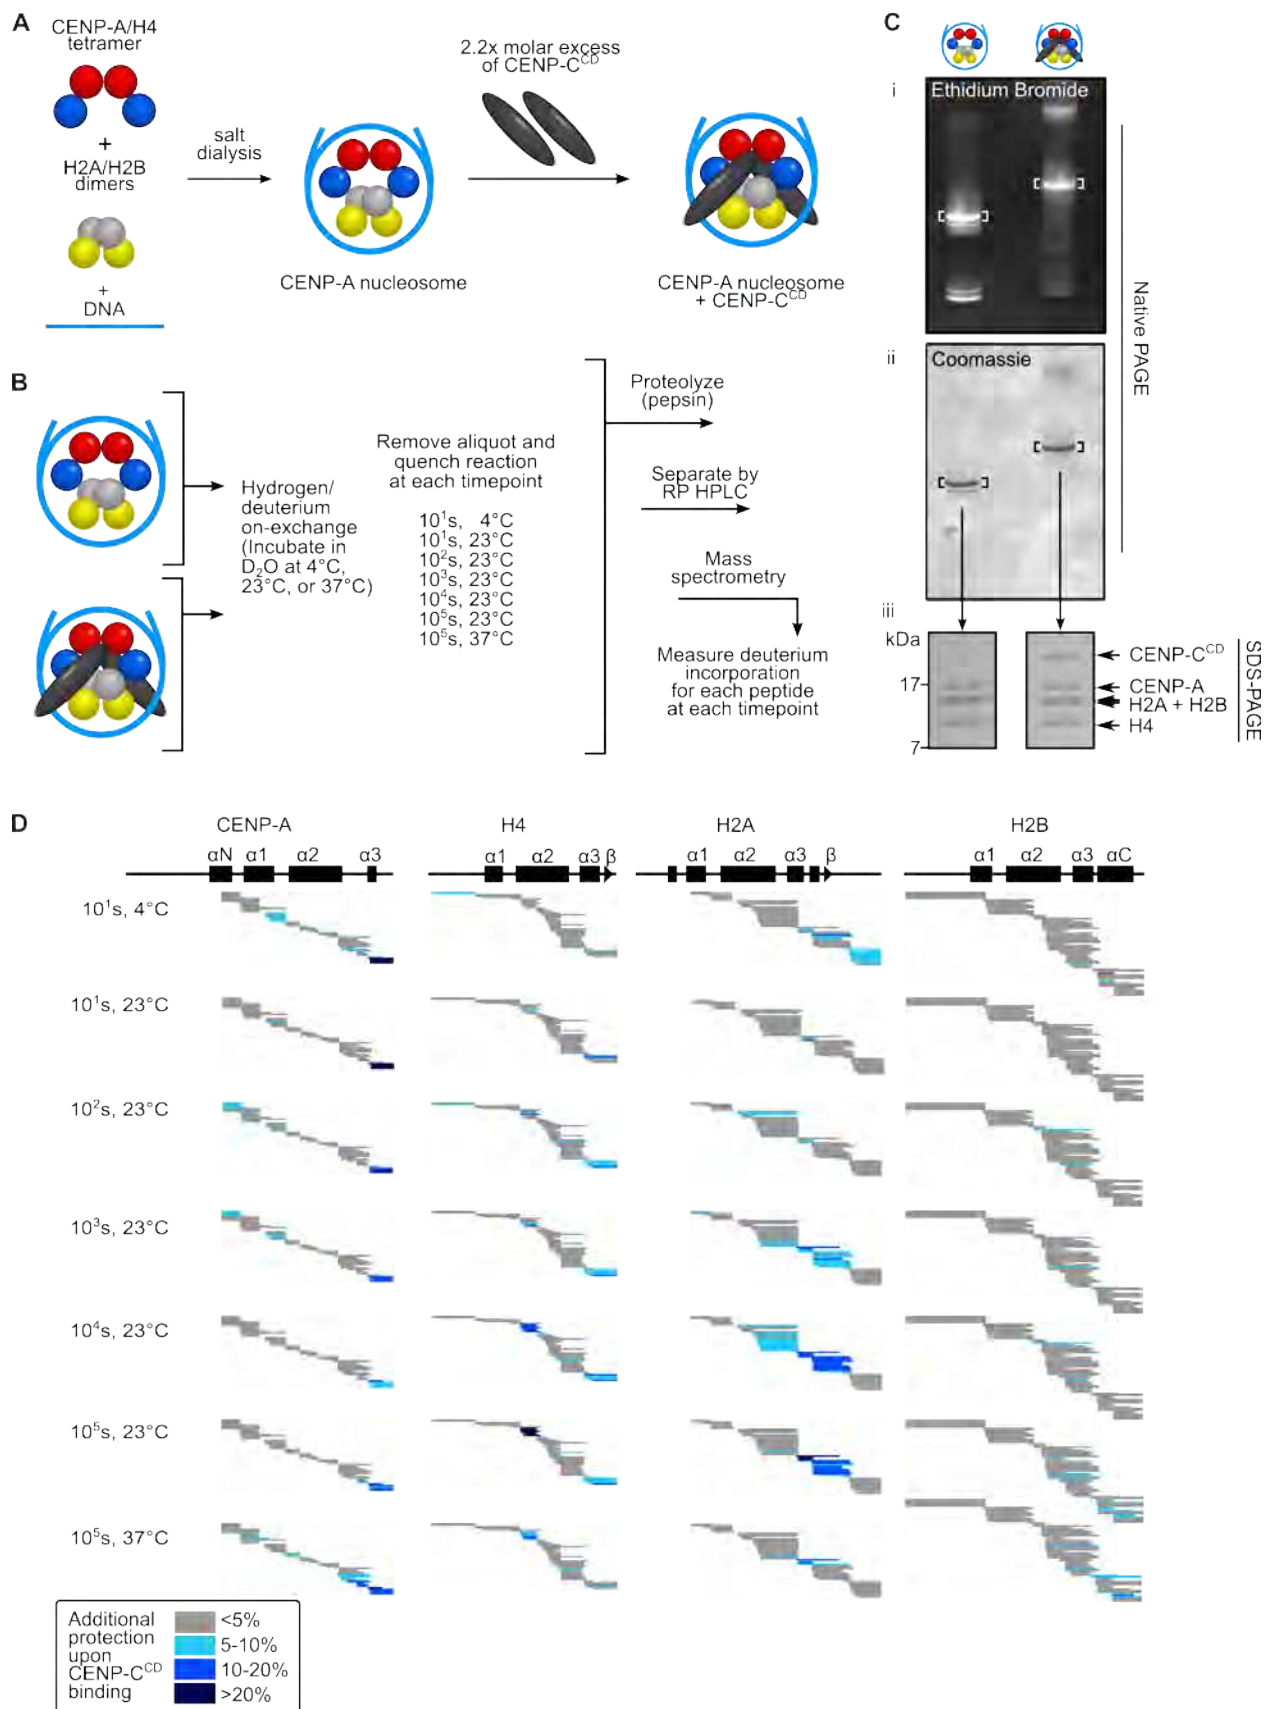 A
CENP-A/H4
tetramer
+
H2A/H2B
dimers
+
DNA
salt
dialysis
CENP-A nucleosome
2.2x molar excess
of CENP-C^CD
CENP-A nucleosome
+ CENP-C^CD
B
Hydrogen/
deuterium
on-exchange
(Incubate in
D₂O at 4°C,
23°C, or 37°C)
Remove aliquot and
quench reaction
at each timepoint
10¹s, 4°C
10¹s, 23°C
10²s, 23°C
10³s, 23°C
10⁴s, 23°C
10⁵s, 23°C
10⁵s, 37°C
Proteolyze
(pepsin)
Separate by
RP HPLC
Mass
spectrometry
Measure deuterium
incorporation
for each peptide
at each timepoint
C
i
Ethidium Bromide
ii
Coomassie
Native PAGE
iii
kDa
17
7
CENP-C^CD
CENP-A
H2A + H2B
H4
SDS-PAGE
D
CENP-A
H4
H2A
H2B
αN α1 α2 α3
α1 α2 α3 β
α1 α2 α3 β
α1 α2 α3 αC
10¹s, 4°C
10¹s, 23°C
10²s, 23°C
10³s, 23°C
10⁴s, 23°C
10⁵s, 23°C
10⁵s, 37°C
Additional
protection
upon
CENP-C^CD
binding
<5%
5-10%
10-20%
>20%